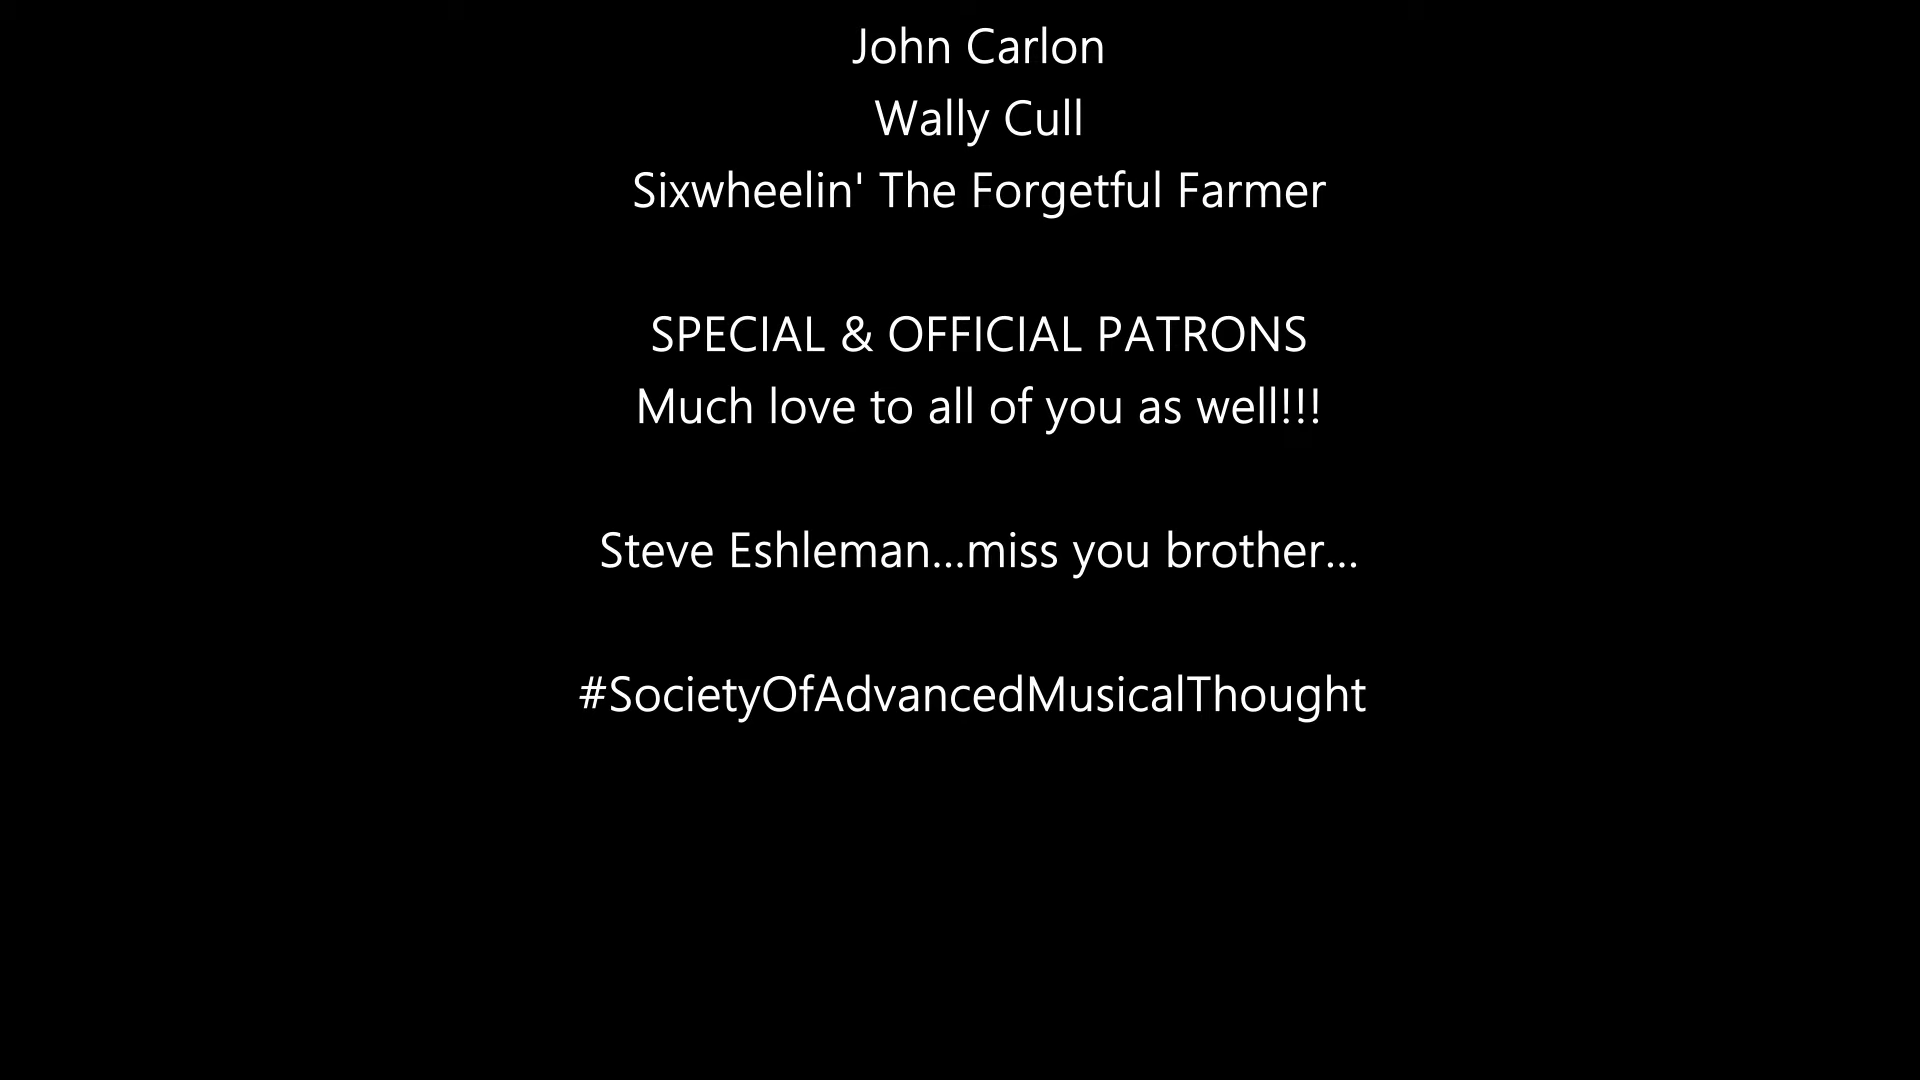 John Carlon
Wally Cull
Sixwheelin' The Forgetful Farmer
SPECIAL & OFFICIAL PATRONS
Much love to all of you as well!!!
Steve Eshleman...miss you brother...
#SocietyOfAdvancedMusicalThought